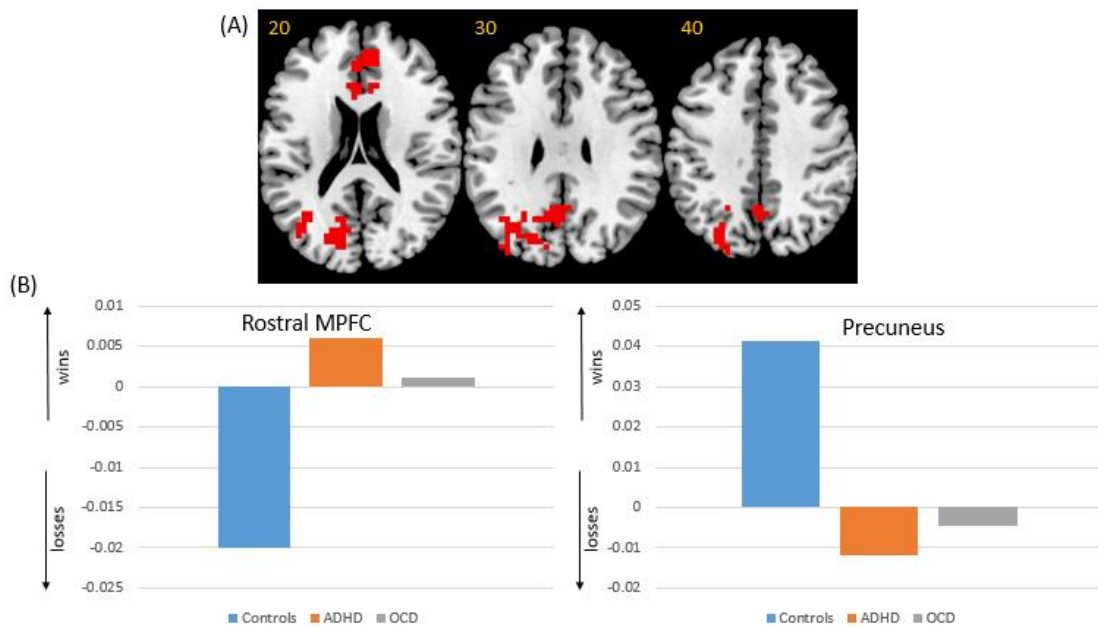 (A)
20
30
40
(B)
Rostral MPFC
0.01
0.005
0
-0.005
-0.01
-0.015
-0.02
-0.025
wins
losses
Controls ADHD OCD
Precuneus
0.05
0.04
0.03
0.02
0.01
0
-0.01
-0.02
wins
losses
Controls ADHD OCD